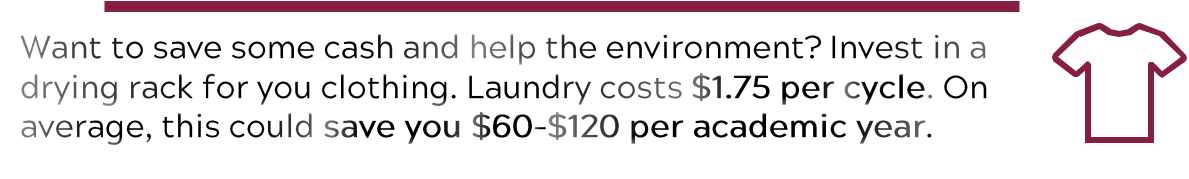 Want to save some cash and help the environment? Invest in a
drying rack for you clothing. Laundry costs $1.75 per cycle. On
average, this could save you $60-$120 per academic year.